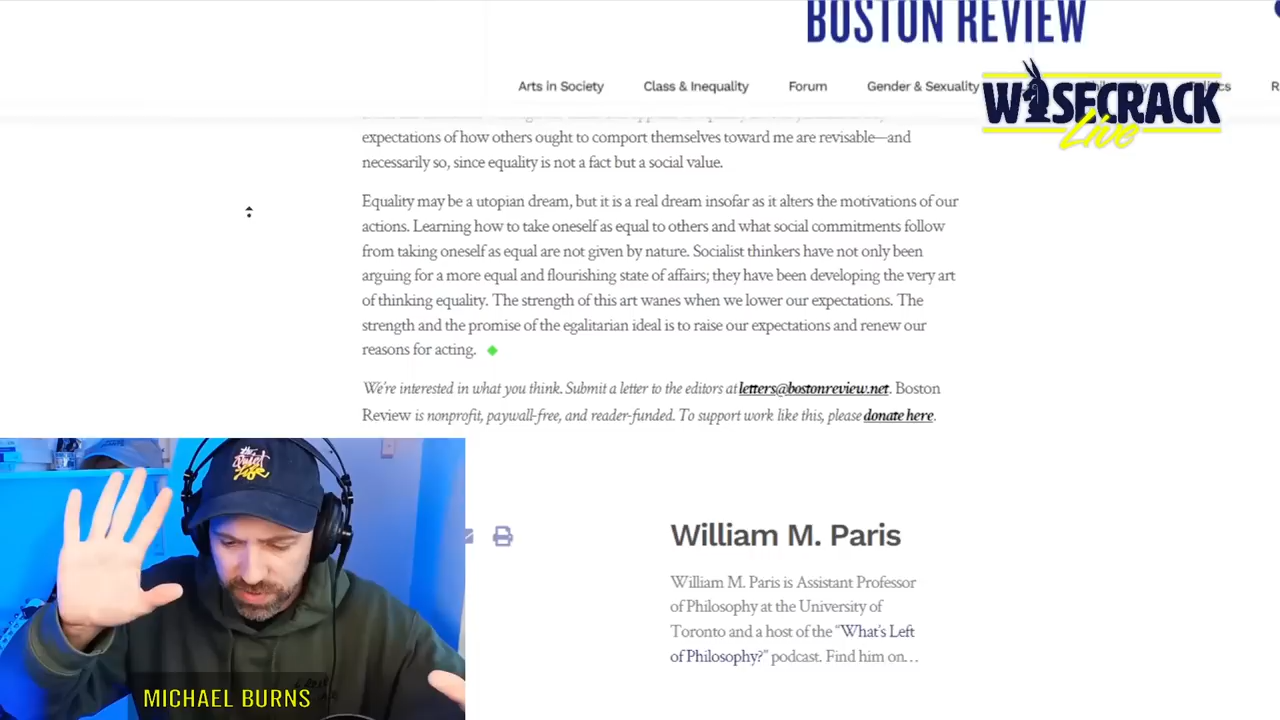 BOSTON REVIEW
Arts in Society
Class & Inequality
Forum
Gender & Sexuality
Politics
R
WISECRACK
Live
expectations of how others ought to comport themselves toward me are revisable—and
necessarily so, since equality is not a fact but a social value.
Equality may be a utopian dream, but it is a real dream insofar as it alters the motivations of our
actions. Learning how to take oneself as equal to others and what social commitments follow
from taking oneself as equal are not given by nature. Socialist thinkers have not only been
arguing for a more equal and flourishing state of affairs; they have been developing the very art
of thinking equality. The strength of this art wanes when we lower our expectations. The
strength and the promise of the egalitarian ideal is to raise our expectations and renew our
reasons for acting.
We're interested in what you think. Submit a letter to the editors at letters@bostonreview.net. Boston
Review is nonprofit, paywall-free, and reader-funded. To support work like this, please donate here.
William M. Paris
William M. Paris is Assistant Professor
of Philosophy at the University of
Toronto and a host of the “What's Left
of Philosophy?” podcast. Find him on…
MICHAEL BURNS